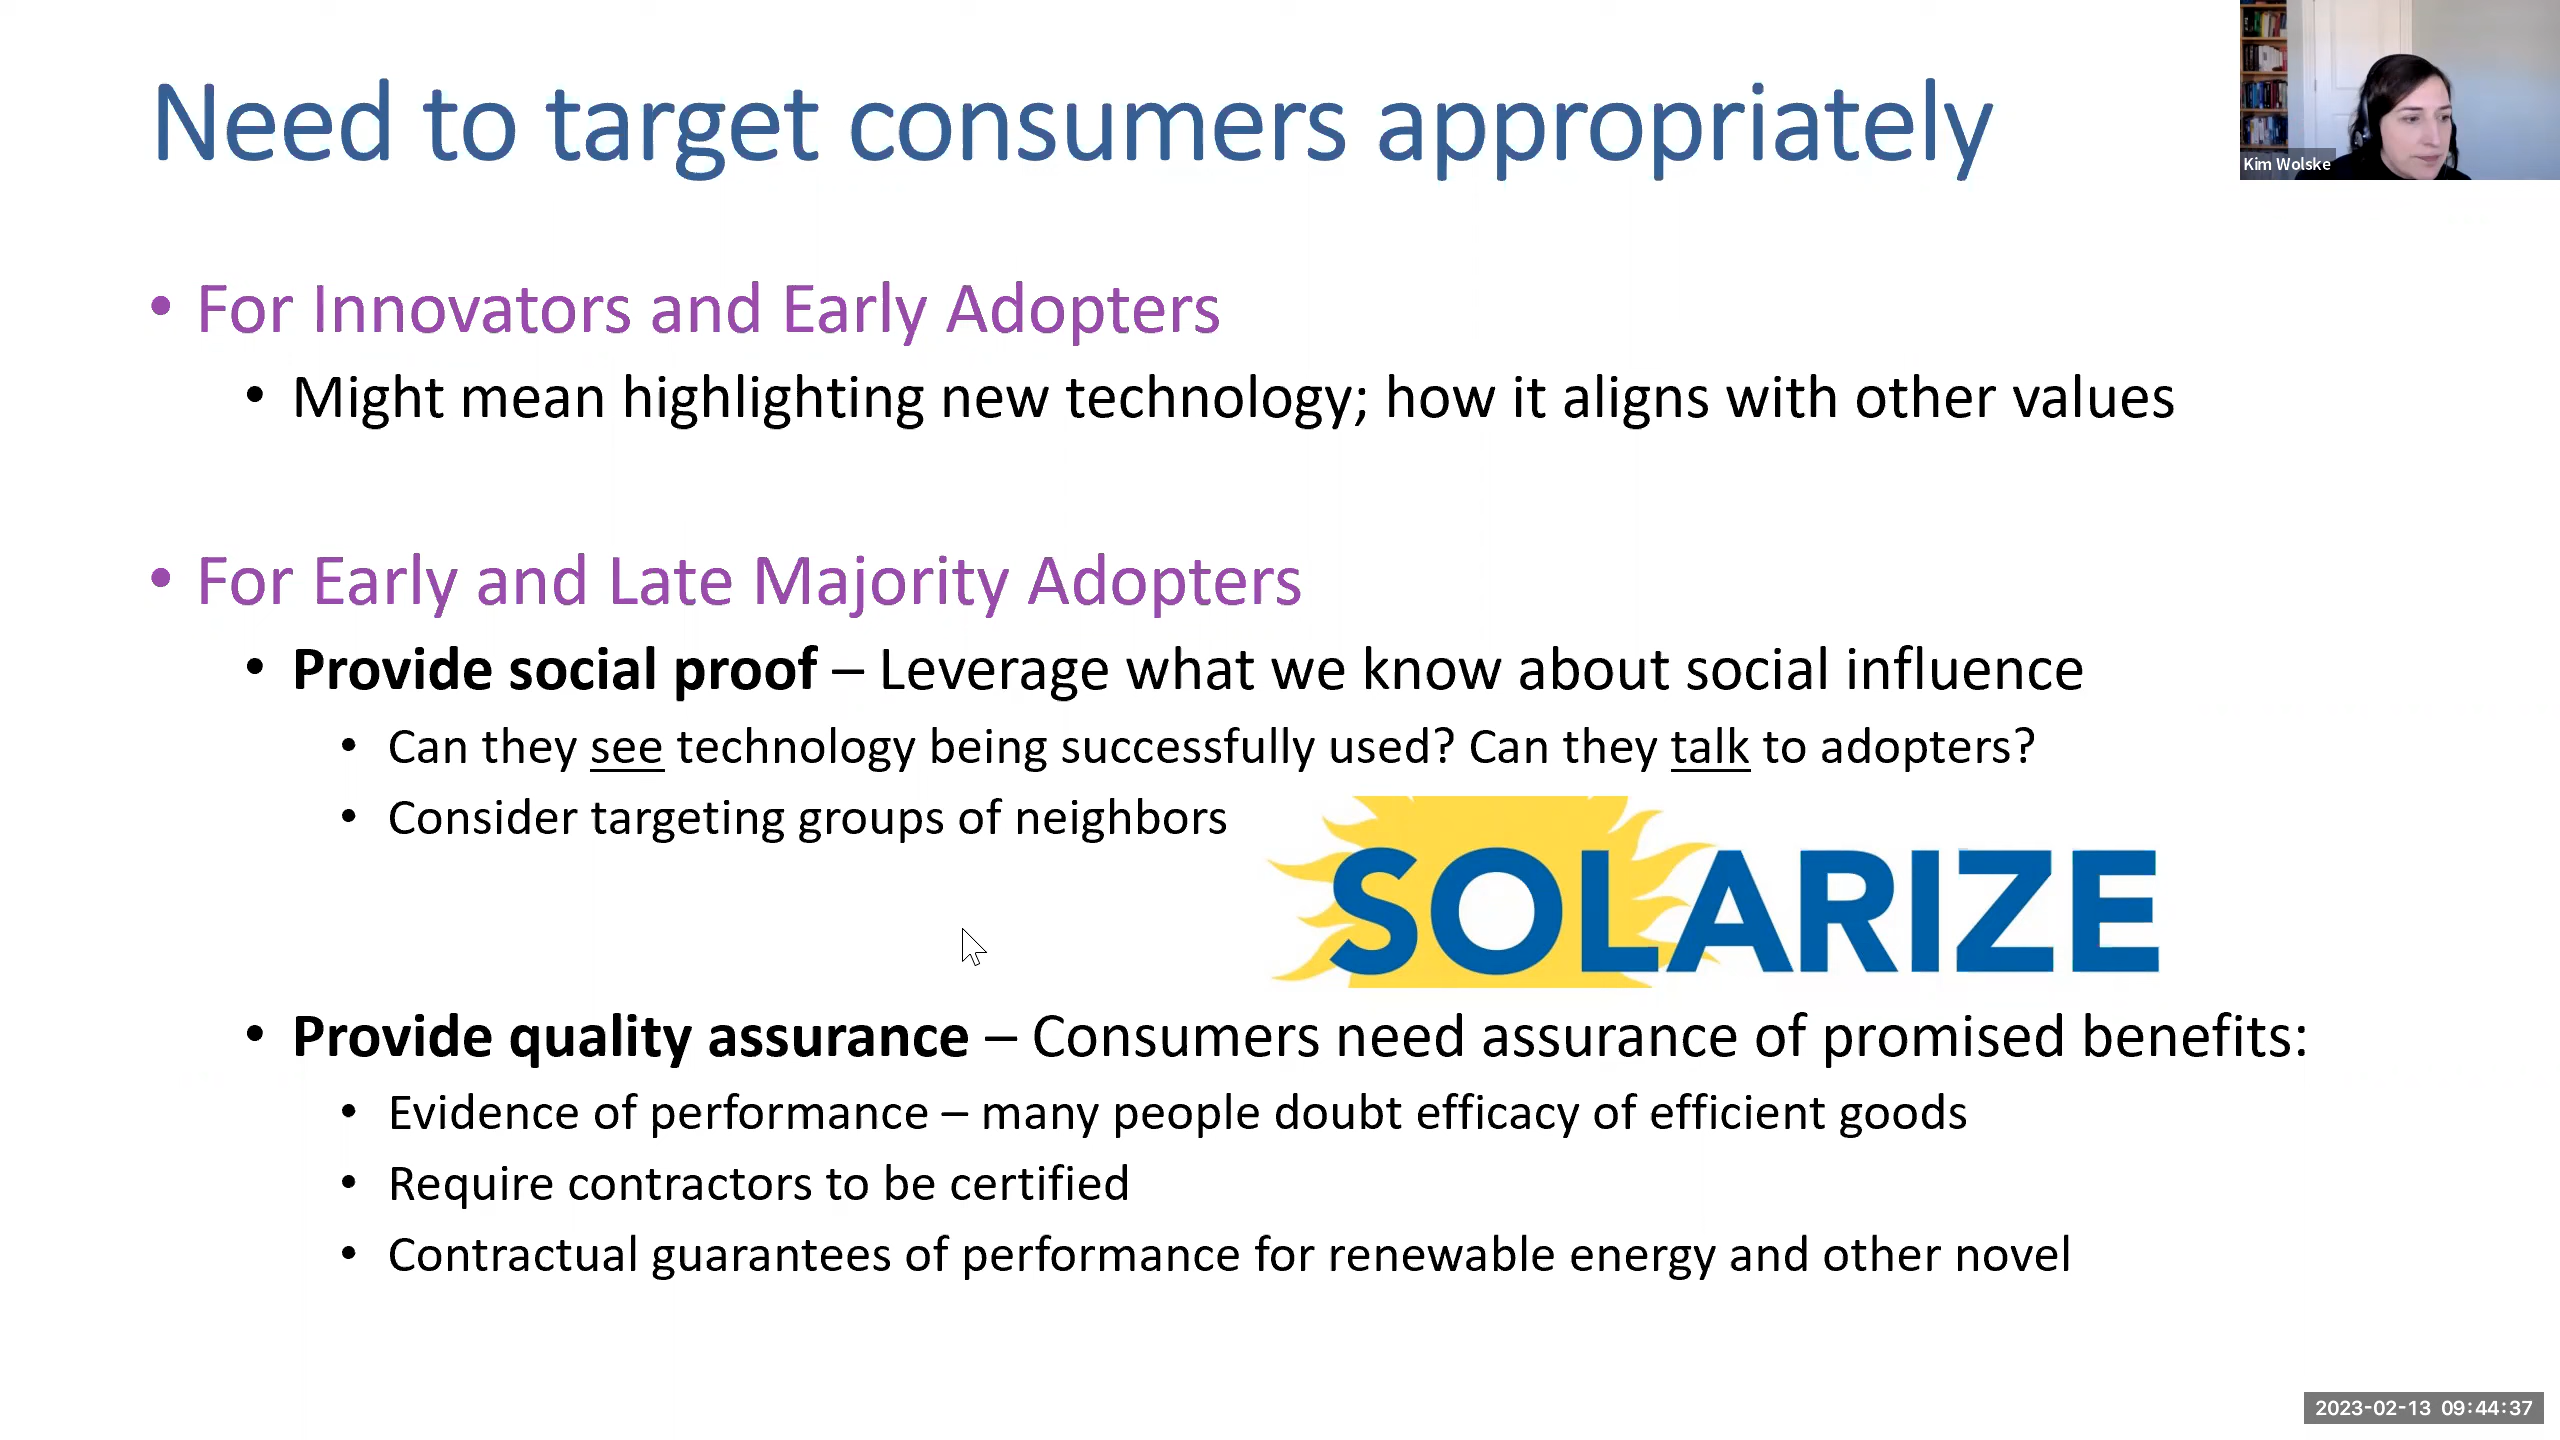 Need to target consumers appropriately
Kim Wolske
• For Innovators and Early Adopters
• Might mean highlighting new technology; how it aligns with other values
• For Early and Late Majority Adopters
• Provide social proof – Leverage what we know about social influence
• Can they see technology being successfully used? Can they talk to adopters?
• Consider targeting groups of neighbors
SOLARIZE
• Provide quality assurance – Consumers need assurance of promised benefits:
• Evidence of performance – many people doubt efficacy of efficient goods
• Require contractors to be certified
• Contractual guarantees of performance for renewable energy and other novel
2023-02-13 09:44:37